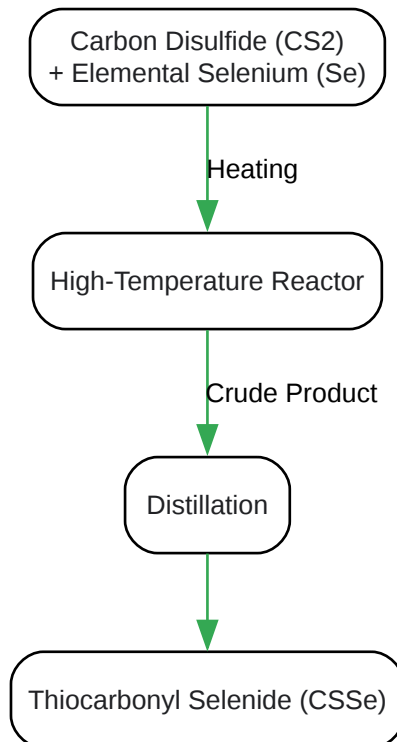 Carbon Disulfide (CS2)
+ Elemental Selenium (Se)
Heating
High-Temperature Reactor
Crude Product
Distillation
Thiocarbonyl Selenide (CSSe)